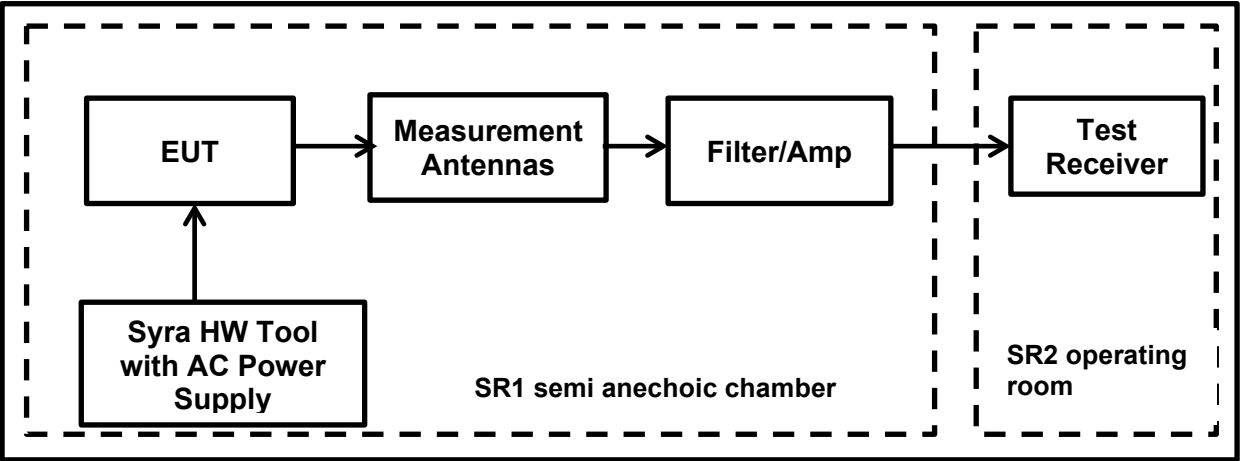 EUT
Measurement
Antennas
Filter/Amp
Test
Receiver
Syra HW Tool
with AC Power
Supply
SR1 semi anechoic chamber
SR2 operating
room